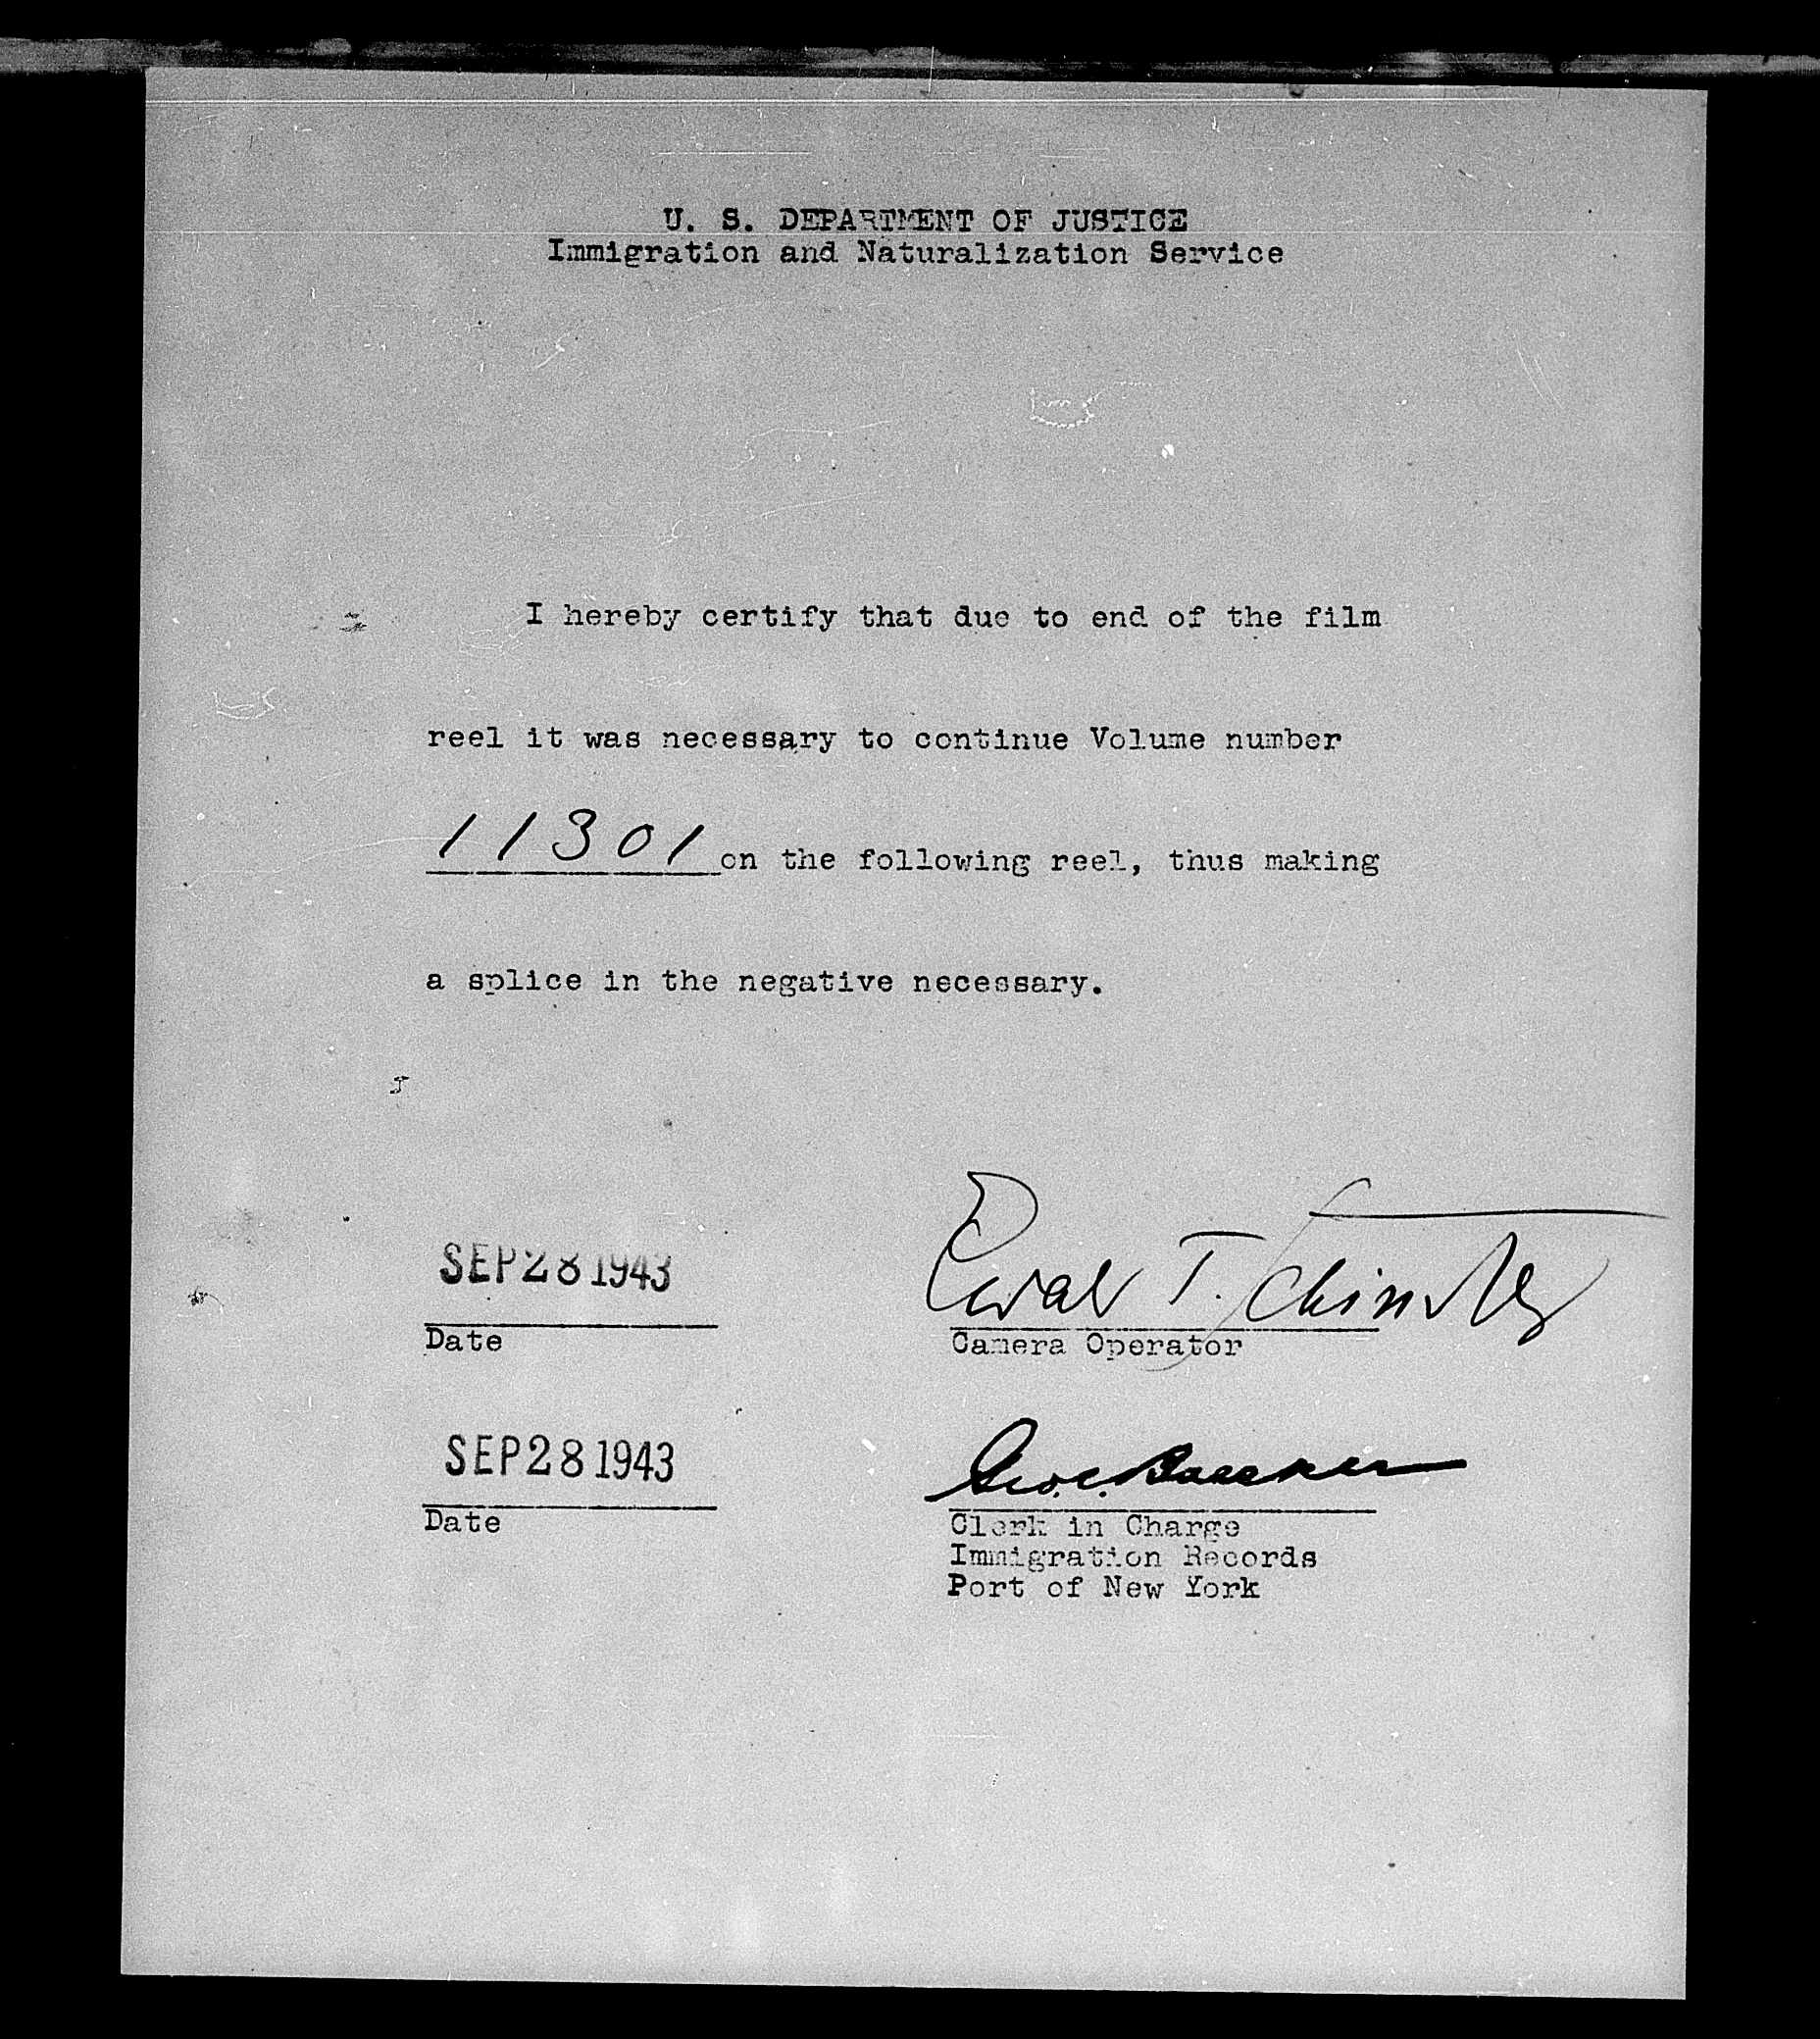 U. S. DEPARTMENT OF JUSTICE
Immigration and Naturalization Service
I hereby certify that due to end of the film
reel it was necessary to continue Volume number
11301 on the following reel, thus making
a splice in the negative necessary.
SEP 28 1943
T.
Date
Camera Operator
SEP 28 1943
Geo. C.
Date
Clerk in Charge
Immigration Records
Port of New York